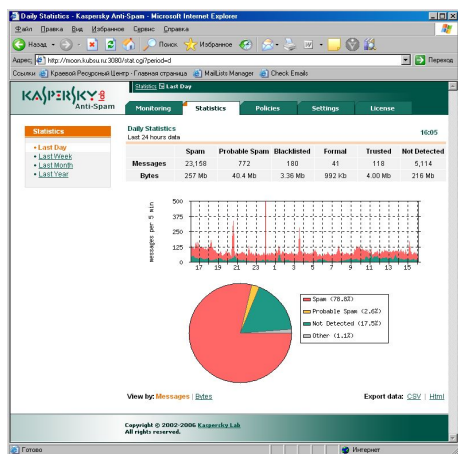 Daily Statistics - Kaspersky Anti-Spam - Microsoft Internet Explorer
Файл Правка Вид Избранное Сервис Справка
Назад Поиск Избранное
Адрес: http://moon.kubsu.ru:3080/stat.cgi?period=d Переход
Ссылки Краевой Ресурсный Центр - Главная страница MailLists Manager Check Emails
KASPERSKY
Anti-Spam
Statistics Last Day
Monitoring Statistics Policies Settings License
Statistics
Last Day
Last Week
Last Month
Last Year
Daily Statistics
Last 24 hours data
16:05
Spam Probable Spam Blacklisted Formal Trusted Not Detected
Messages 23,158 772 180 41 118 5,114
Bytes 257 Mb 40.4 Mb 3.36 Mb 992 Kb 4.00 Mb 216 Mb
messages per 5 min
500
375
250
125
0
17 19 21 23 1 3 5 7 9 11 13 15
Spam (78.6%)
Probable Spam (2.6%)
Not Detected (17.5%)
Other (1.1%)
View by: Messages | Bytes
Export data: CSV | Html
Copyright © 2002-2006 Kaspersky Lab
All rights reserved.
Готово Интернет